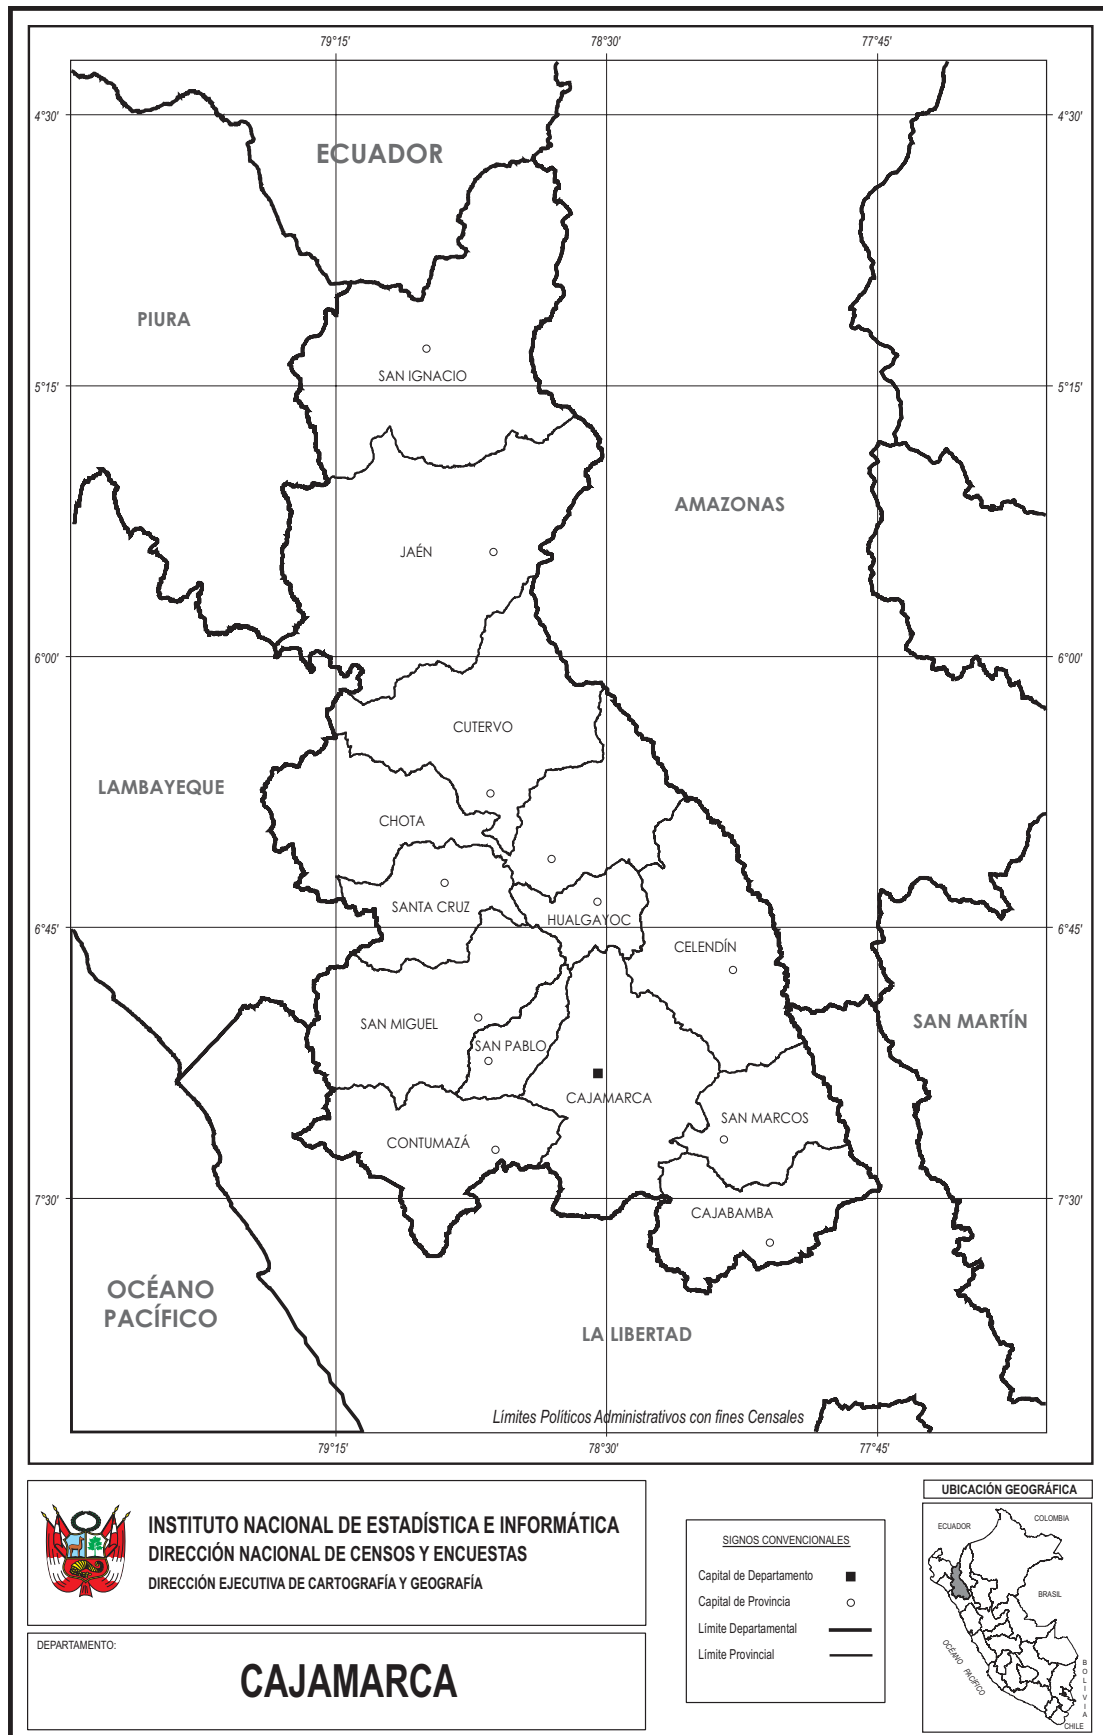 79°15'
78°30'
77°45'
4°30'
4°30'
ECUADOR
PIURA
SAN IGNACIO
5°15'
5°15'
AMAZONAS
JAÉN
6°00'
6°00'
CUTERVO
LAMBAYEQUE
CHOTA
SANTA CRUZ
HUALGAYOC
6°45'
6°45'
CELENDÍN
SAN MIGUEL
SAN PABLO
SAN MARTÍN
CAJAMARCA
SAN MARCOS
CONTUMAZÁ
7°30'
7°30'
CAJABAMBA
OCÉANO
PACÍFICO
LA LIBERTAD
Límites Políticos Administrativos con fines Censales
79°15'
78°30'
77°45'
INSTITUTO NACIONAL DE ESTADÍSTICA E INFORMÁTICA
DIRECCIÓN NACIONAL DE CENSOS Y ENCUESTAS
DIRECCIÓN EJECUTIVA DE CARTOGRAFÍA Y GEOGRAFÍA
DEPARTAMENTO:
CAJAMARCA
SIGNOS CONVENCIONALES
Capital de Departamento
Capital de Provincia
Límite Departamental
Límite Provincial
UBICACIÓN GEOGRÁFICA
ECUADOR
COLOMBIA
BRASIL
OCÉANO PACÍFICO
BOLIVIA
CHILE